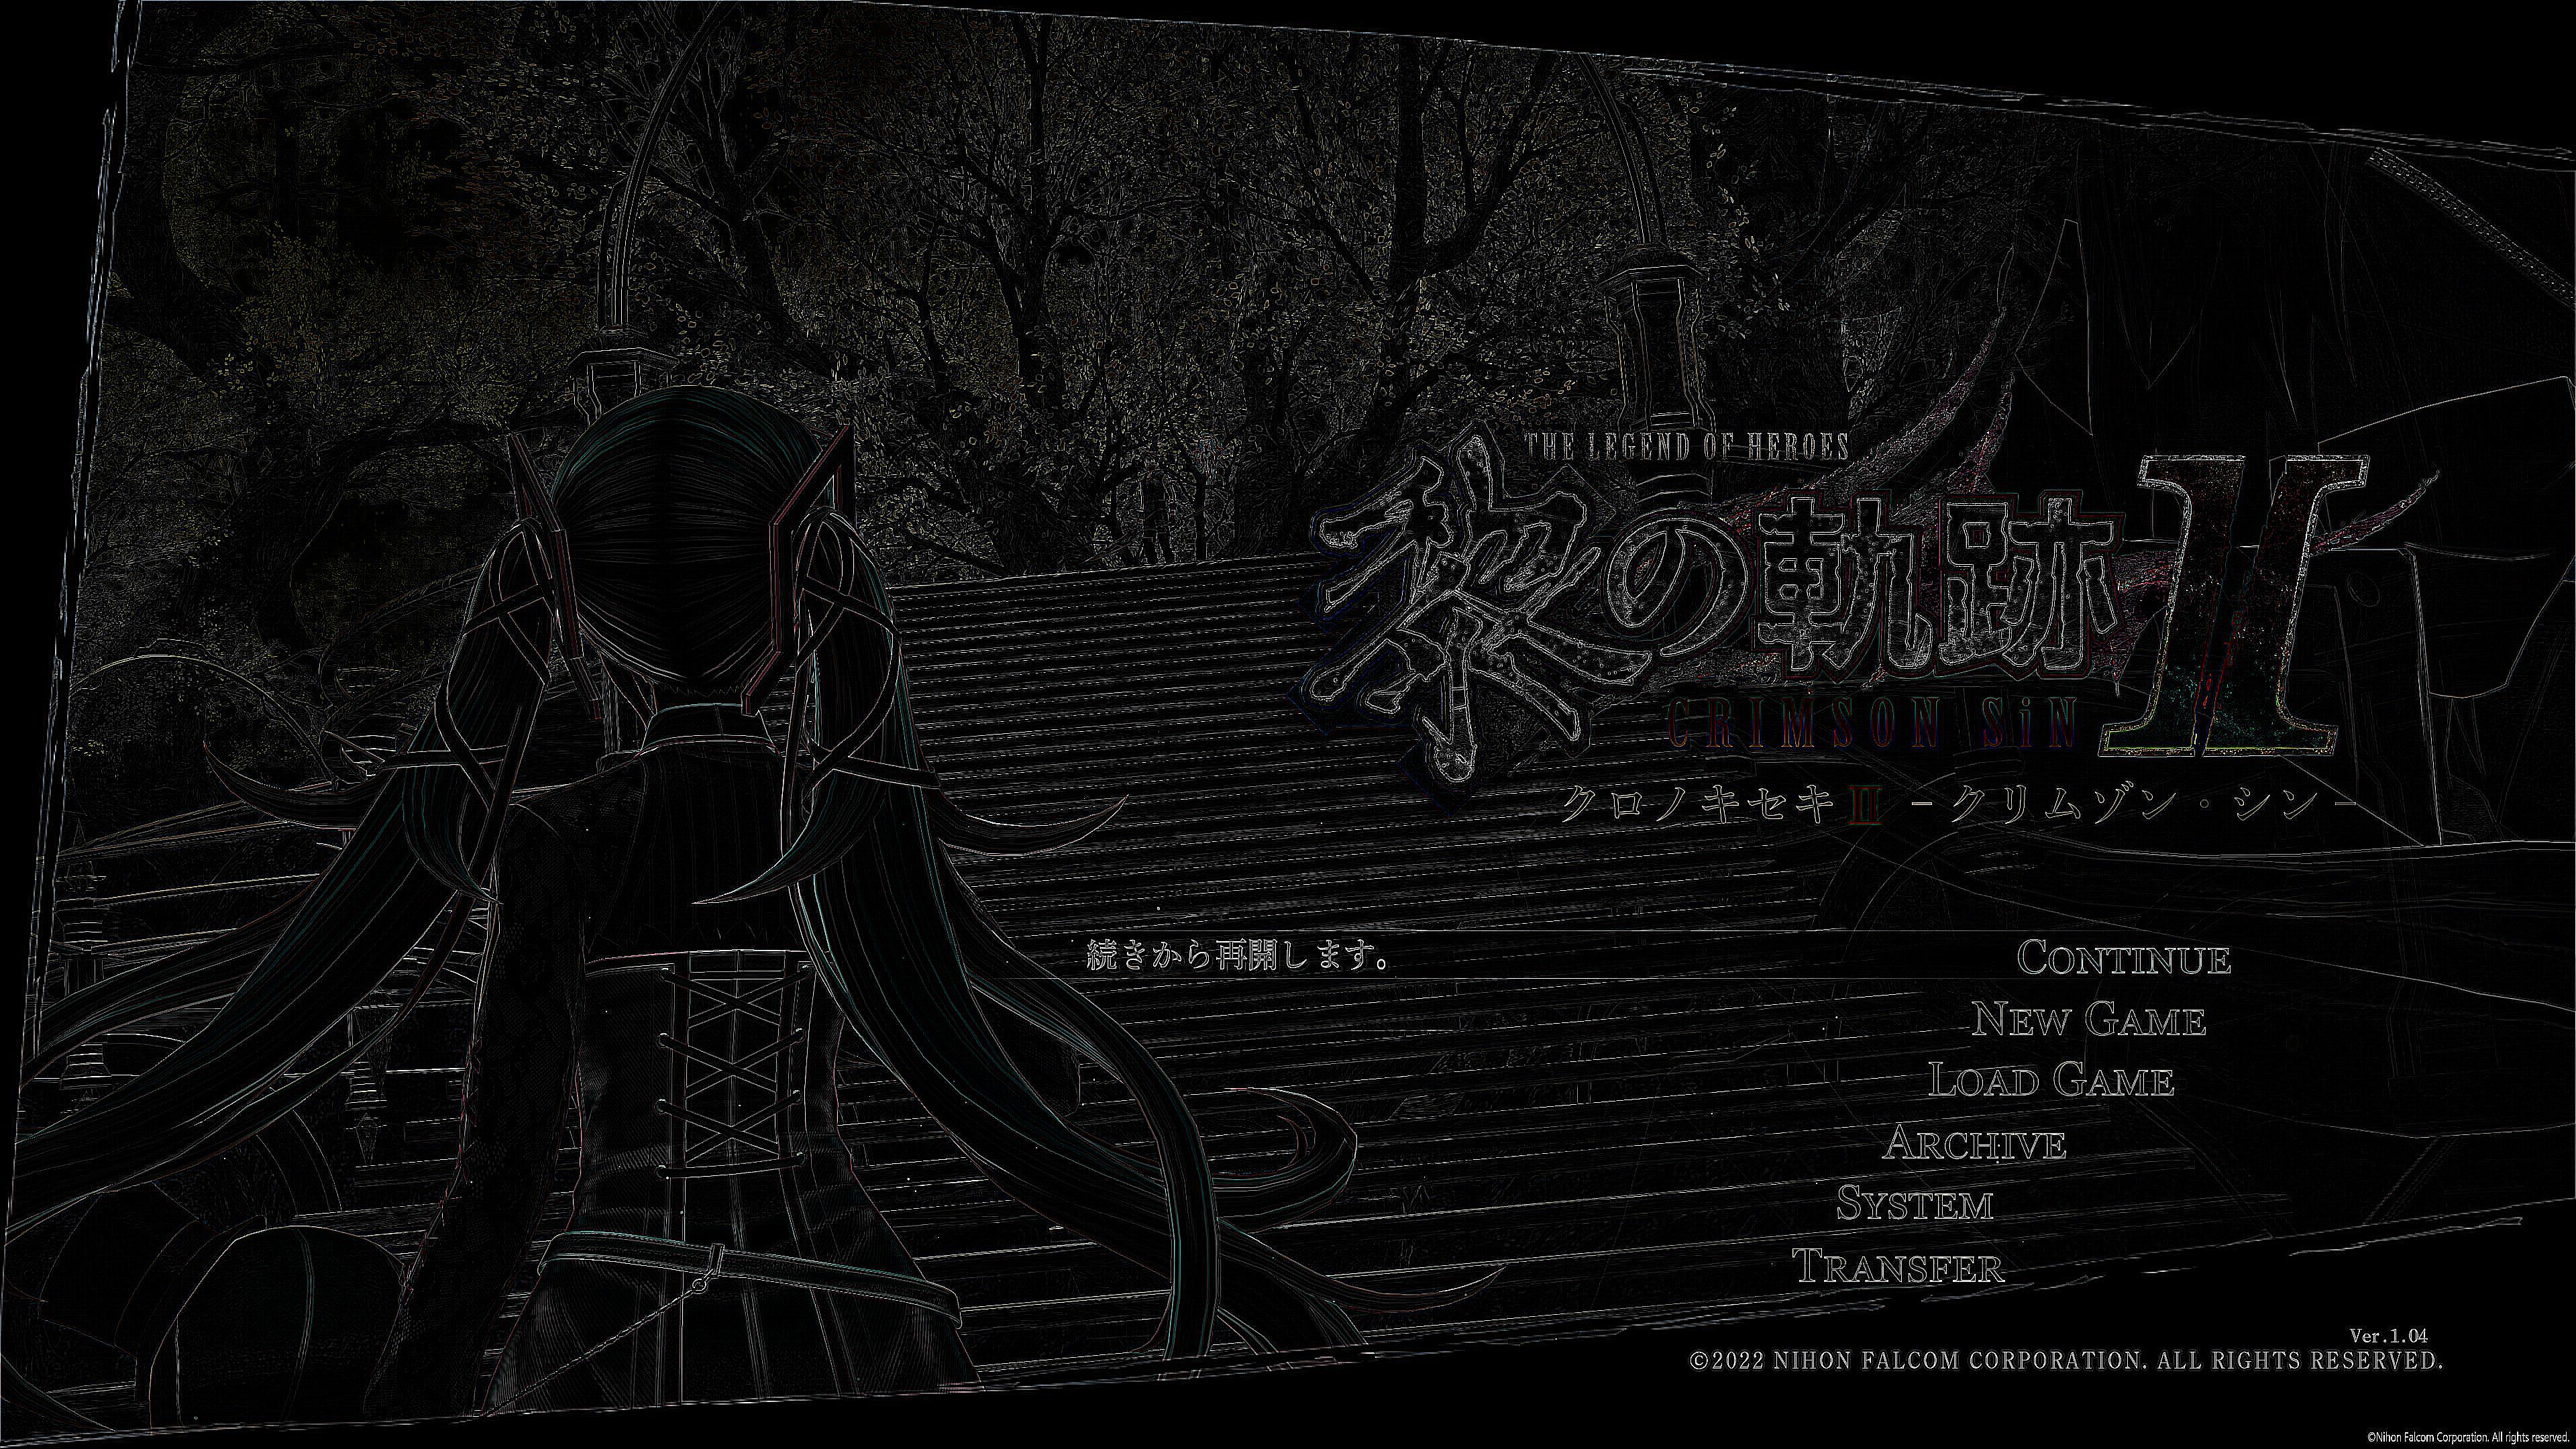 THE LEGEND OF HEROES
黎の軌跡II
CRIMSON SiN
クロノキセキII －クリムゾン・シン－
続きから再開します。
CONTINUE
NEW GAME
LOAD GAME
ARCHIVE
SYSTEM
TRANSFER
Ver.1.04
©2022 NIHON FALCOM CORPORATION. ALL RIGHTS RESERVED.
©Nihon Falcom Corporation. All rights reserved.